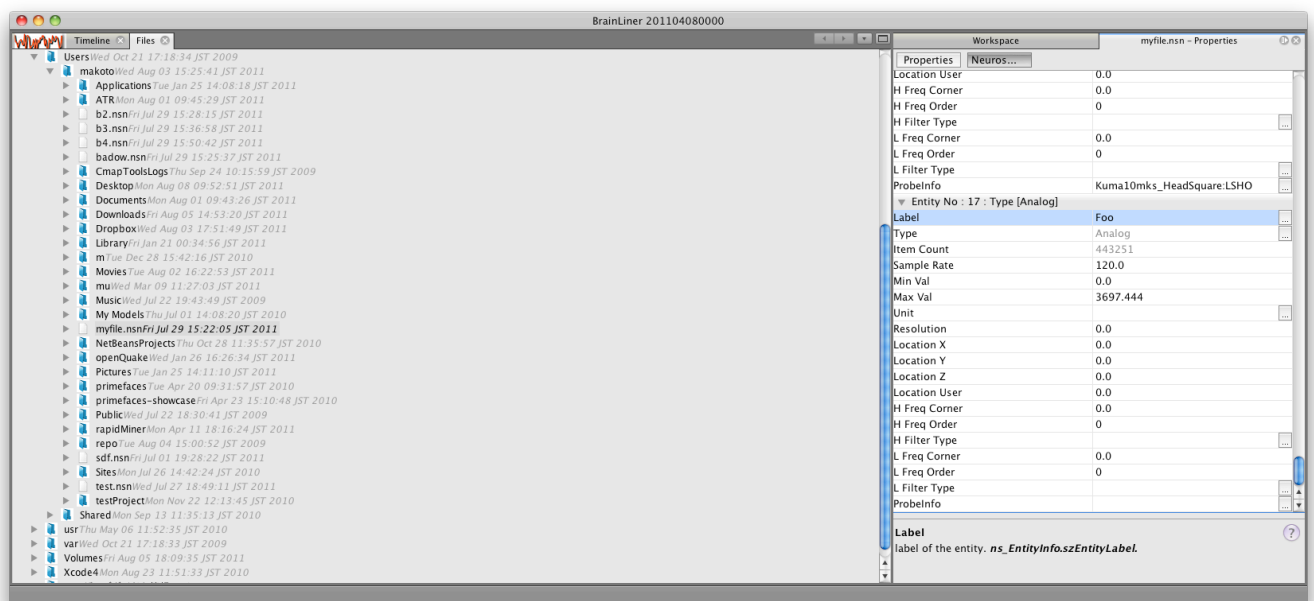 BrainLiner 201104080000
Timeline
Files
Users Wed Oct 21 17:18:34 JST 2009
makoto Wed Aug 03 15:25:41 JST 2011
Applications Tue Jan 25 14:08:18 JST 2011
ATR Mon Aug 01 09:45:29 JST 2011
b2.nsn Fri Jul 29 15:28:15 JST 2011
b3.nsn Fri Jul 29 15:36:58 JST 2011
b4.nsn Fri Jul 29 15:50:42 JST 2011
badow.nsn Fri Jul 29 15:25:37 JST 2011
CmapToolsLogs Thu Sep 24 10:15:59 JST 2009
Desktop Mon Aug 08 09:52:51 JST 2011
Documents Mon Aug 01 09:43:26 JST 2011
Downloads Fri Aug 05 14:53:20 JST 2011
Dropbox Wed Aug 03 17:51:49 JST 2011
Library Fri Jan 21 00:34:56 JST 2011
m Tue Dec 28 15:42:16 JST 2010
Movies Tue Aug 02 16:22:53 JST 2011
mu Wed Mar 09 11:27:03 JST 2011
Music Wed Jul 22 19:43:49 JST 2009
My Models Thu Jul 01 14:08:20 JST 2010
myfile.nsn Fri Jul 29 15:22:05 JST 2011
NetBeansProjects Thu Oct 28 11:35:57 JST 2010
openQuake Wed Jan 26 16:26:34 JST 2011
Pictures Tue Jan 25 14:11:10 JST 2011
primefaces Tue Apr 20 09:31:57 JST 2010
primefaces-showcase Fri Apr 23 15:10:48 JST 2010
Public Wed Jul 22 18:30:41 JST 2009
rapidMiner Mon Apr 11 18:16:24 JST 2011
repo Tue Aug 04 15:00:52 JST 2009
sdf.nsn Fri Jul 01 19:28:22 JST 2011
Sites Mon Jul 26 14:42:24 JST 2010
test.nsn Wed Jul 27 18:49:11 JST 2011
testProject Mon Nov 22 12:13:45 JST 2010
Shared Mon Sep 13 11:35:13 JST 2010
usr Thu May 06 11:52:35 JST 2010
var Wed Oct 21 17:18:33 JST 2009
Volumes Fri Aug 05 18:09:35 JST 2011
Xcode4 Mon Aug 23 11:51:33 JST 2010
Workspace
myfile.nsn - Properties
Properties
Neuros...
Location User 0.0
H Freq Corner 0.0
H Freq Order 0
H Filter Type ...
L Freq Corner 0.0
L Freq Order 0
L Filter Type ...
ProbeInfo Kuma10mks_HeadSquare:LSHO ...
Entity No : 17 : Type [Analog]
Label Foo ...
Type Analog ...
Item Count 443251
Sample Rate 120.0
Min Val 0.0
Max Val 3697.444
Unit ...
Resolution 0.0
Location X 0.0
Location Y 0.0
Location Z 0.0
Location User 0.0
H Freq Corner 0.0
H Freq Order 0
H Filter Type ...
L Freq Corner 0.0
L Freq Order 0
L Filter Type ...
ProbeInfo ...
Label
?
label of the entity. ns_EntityInfo.szEntityLabel.